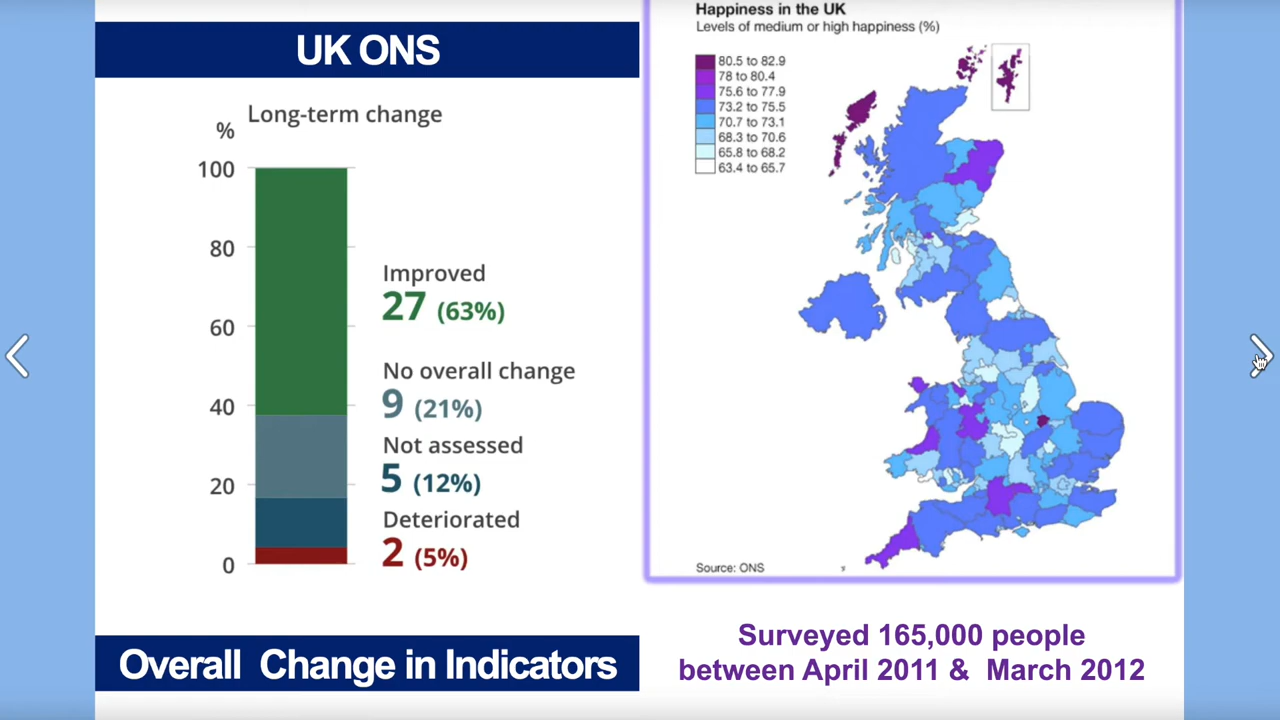 UK ONS
Long-term change
%
100
80
60
40
20
0
Improved
27 (63%)
No overall change
9 (21%)
Not assessed
5 (12%)
Deteriorated
2 (5%)
Overall Change in Indicators
Happiness in the UK
Levels of medium or high happiness (%)
80.5 to 82.9
78 to 80.4
75.6 to 77.9
73.2 to 75.5
70.7 to 73.1
68.3 to 70.6
65.8 to 68.2
63.4 to 65.7
Source: ONS
Surveyed 165,000 people
between April 2011 & March 2012